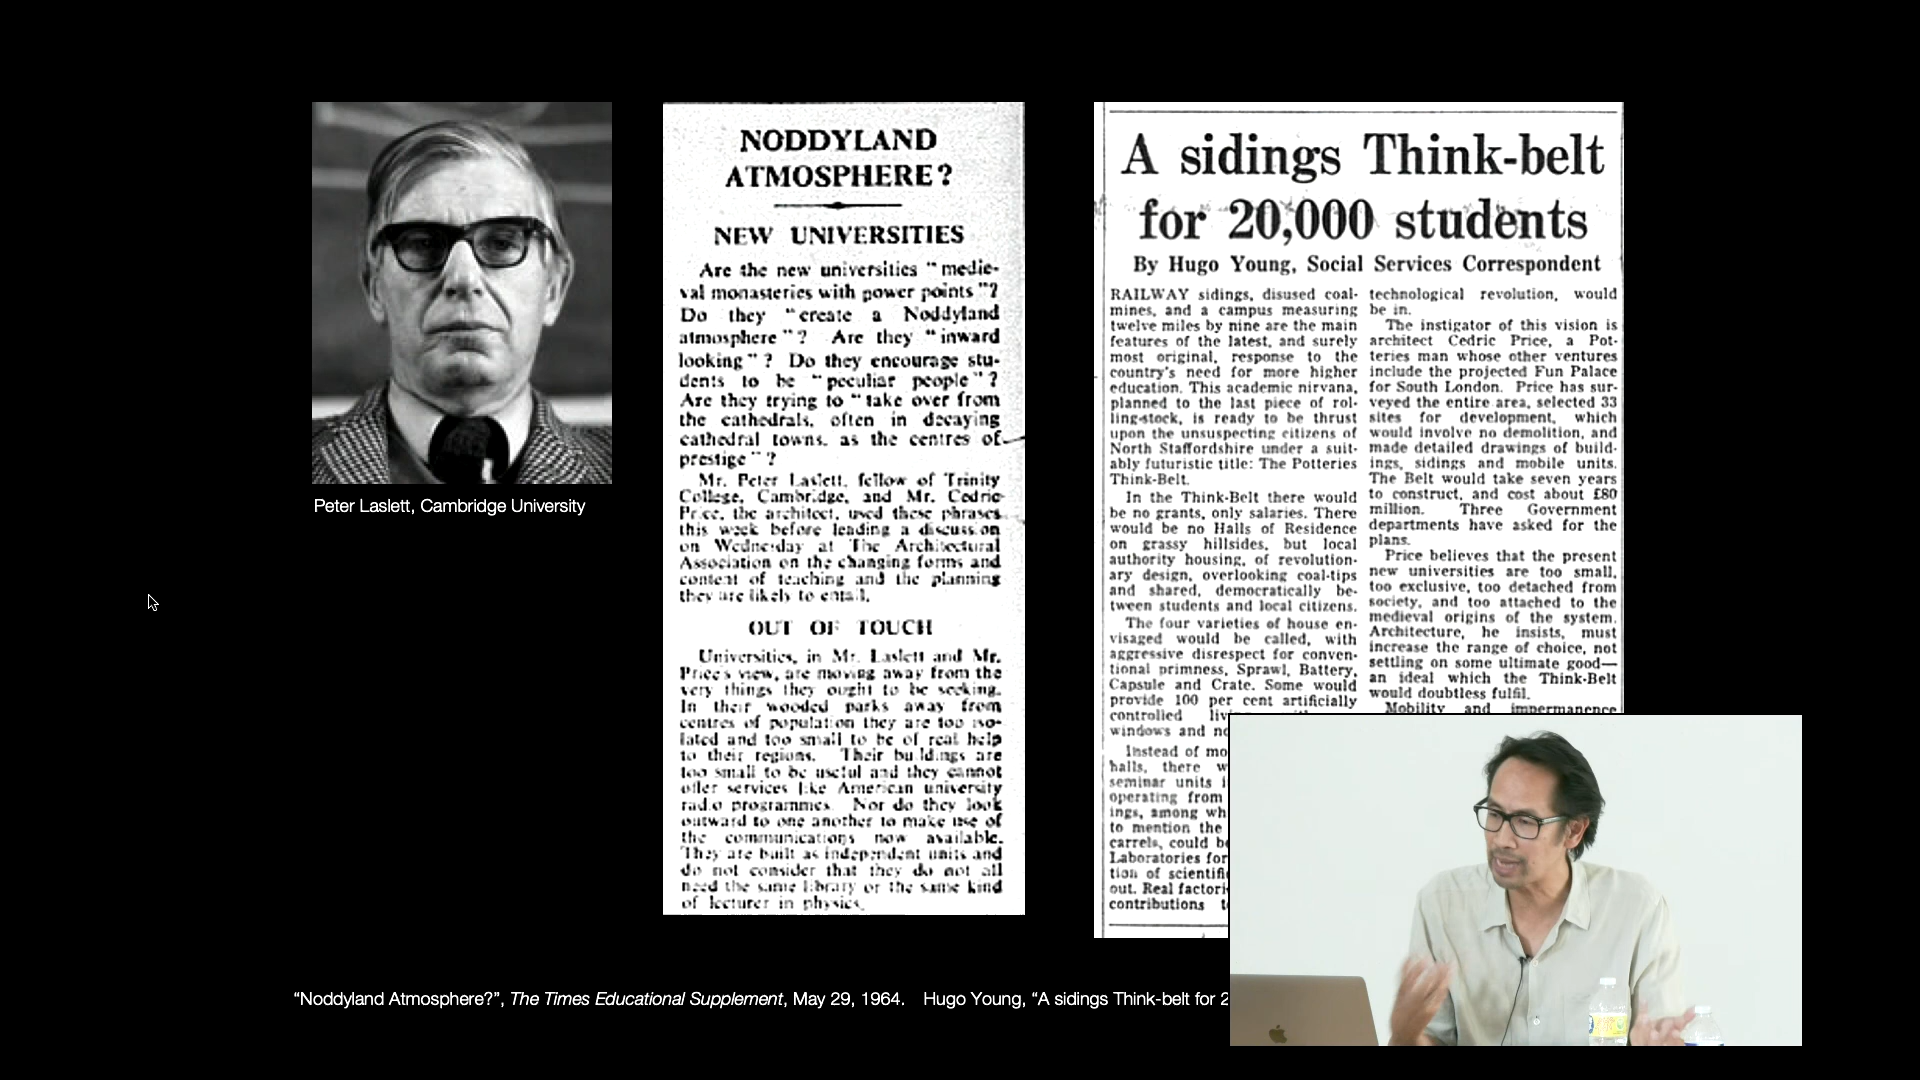 Peter Laslett, Cambridge University
NODDYLAND
ATMOSPHERE?
NEW UNIVERSITIES
Are the new universities "medie-
val monasteries with power points"?
Do they "create a Noddyland
atmosphere"? Are they "inward
looking"? Do they encourage stu-
dents to be "peculiar people"?
Are they trying to "take over from
the cathedrals, often in decaying
cathedral towns, as the centres of
prestige"?
Mr. Peter Laslett, fellow of Trinity
College, Cambridge, and Mr. Cedric
Price, the architect, used these phrases
this week before leading a discussion
on Wednesday at The Architectural
Association on the changing forms and
content of teaching and the planning
they are likely to entail.
OUT OF TOUCH
Universities, in Mr. Laslett and Mr.
Price's view, are moving away from the
very things they ought to be seeking.
In their wooded parks away from
centres of population they are too iso-
lated and too small to be of real help
to their regions. Their buildings are
too small to be useful and they cannot
offer services like American university
radio programmes. Nor do they look
outward to one another to make use of
the communications now available.
They are built as independent units and
do not consider that they do not all
need the same library or the same kind
of lecturer in physics.
A sidings Think-belt
for 20,000 students
By Hugo Young, Social Services Correspondent
RAILWAY sidings, disused coal-
mines, and a campus measuring
twelve miles by nine are the main
features of the latest, and surely
most original, response to the
country's need for more higher
education. This academic nirvana,
planned to the last piece of rol-
ling-stock, is ready to be thrust
upon the unsuspecting citizens of
North Staffordshire under a suit-
ably futuristic title: The Potteries
Think-Belt.
In the Think-Belt there would
be no grants, only salaries. There
would be no Halls of Residence
on grassy hillsides, but local
authority housing, of revolution-
ary design, overlooking coal-tips
and shared, democratically be-
tween students and local citizens.
The four varieties of house en-
visaged would be called, with
aggressive disrespect for conven-
tional primness, Sprawl, Battery,
Capsule and Crate. Some would
provide 100 per cent artificially
controlled
windows and
Instead of
halls, there
seminar units
operating from
ings, among
to mention the
carrels, could
Laboratories for
tion of
out. Real
contributions
technological revolution, would
be in.
The instigator of this vision is
architect Cedric Price, a Pot-
teries man whose other ventures
include the projected Fun Palace
for South London. Price has sur-
veyed the entire area, selected 33
sites for development, which
would involve no demolition, and
made detailed drawings of build-
ings, sidings and mobile units.
The Belt would take seven years
to construct, and cost about £80
million. Three Government
departments have asked for the
plans.
Price believes that the present
new universities are too small,
too exclusive, too detached from
society, and too attached to the
medieval origins of the system.
Architecture, he insists, must
increase the range of choice, not
settling on some ultimate good—
an ideal which the Think-Belt
would doubtless fulfil.
Mobility and impermanence
“Noddyland Atmosphere?”, The Times Educational Supplement, May 29, 1964. Hugo Young, “A sidings Think-belt for 2